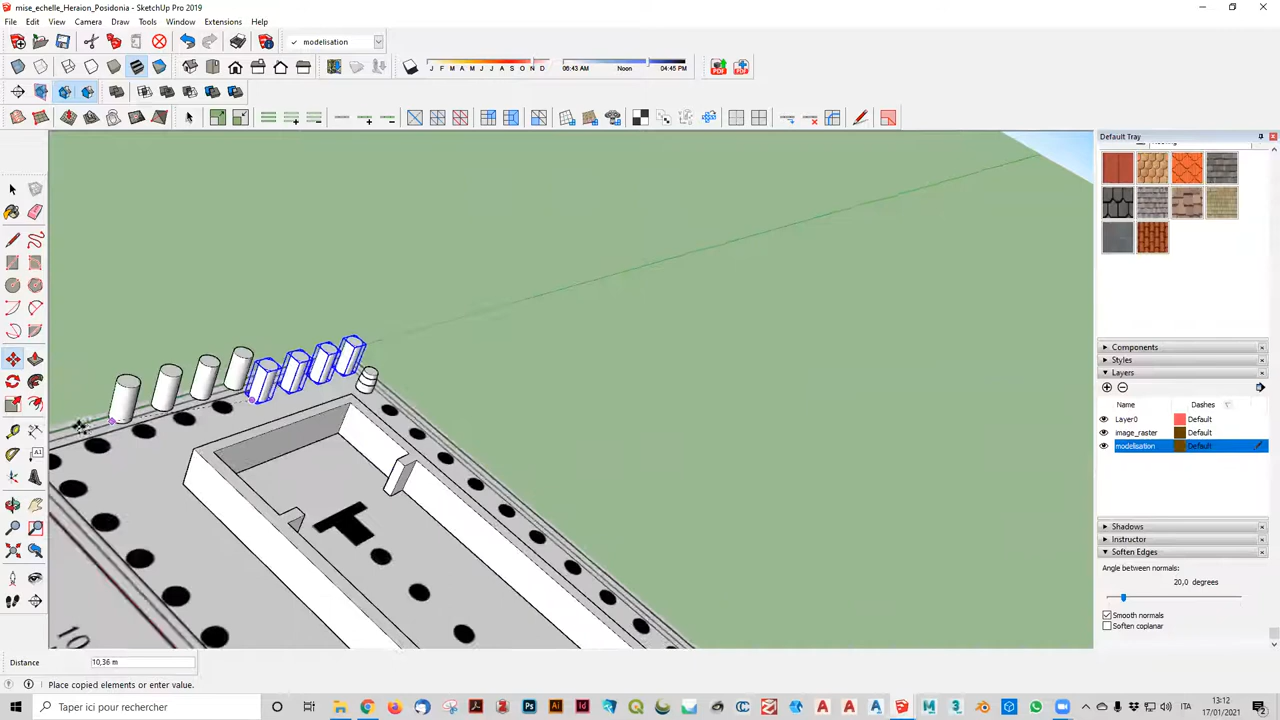 mise_echelle_Heraion_Posidonia - SketchUp Pro 2019
File Edit View Camera Draw Tools Window Extensions Help
modelisation
J F M A M J J A S O N D 06:43 AM Noon 04:45 PM
Default Tray
Components
Styles
Layers
Name Dashes
Layer0 Default
image_raster Default
modelisation Default
Shadows
Instructor
Soften Edges
Angle between normals:
20,0 degrees
Smooth normals
Soften coplanar
10
Distance 10,36 m
Place copied elements or enter value.
Taper ici pour rechercher
13:12
17/01/2021